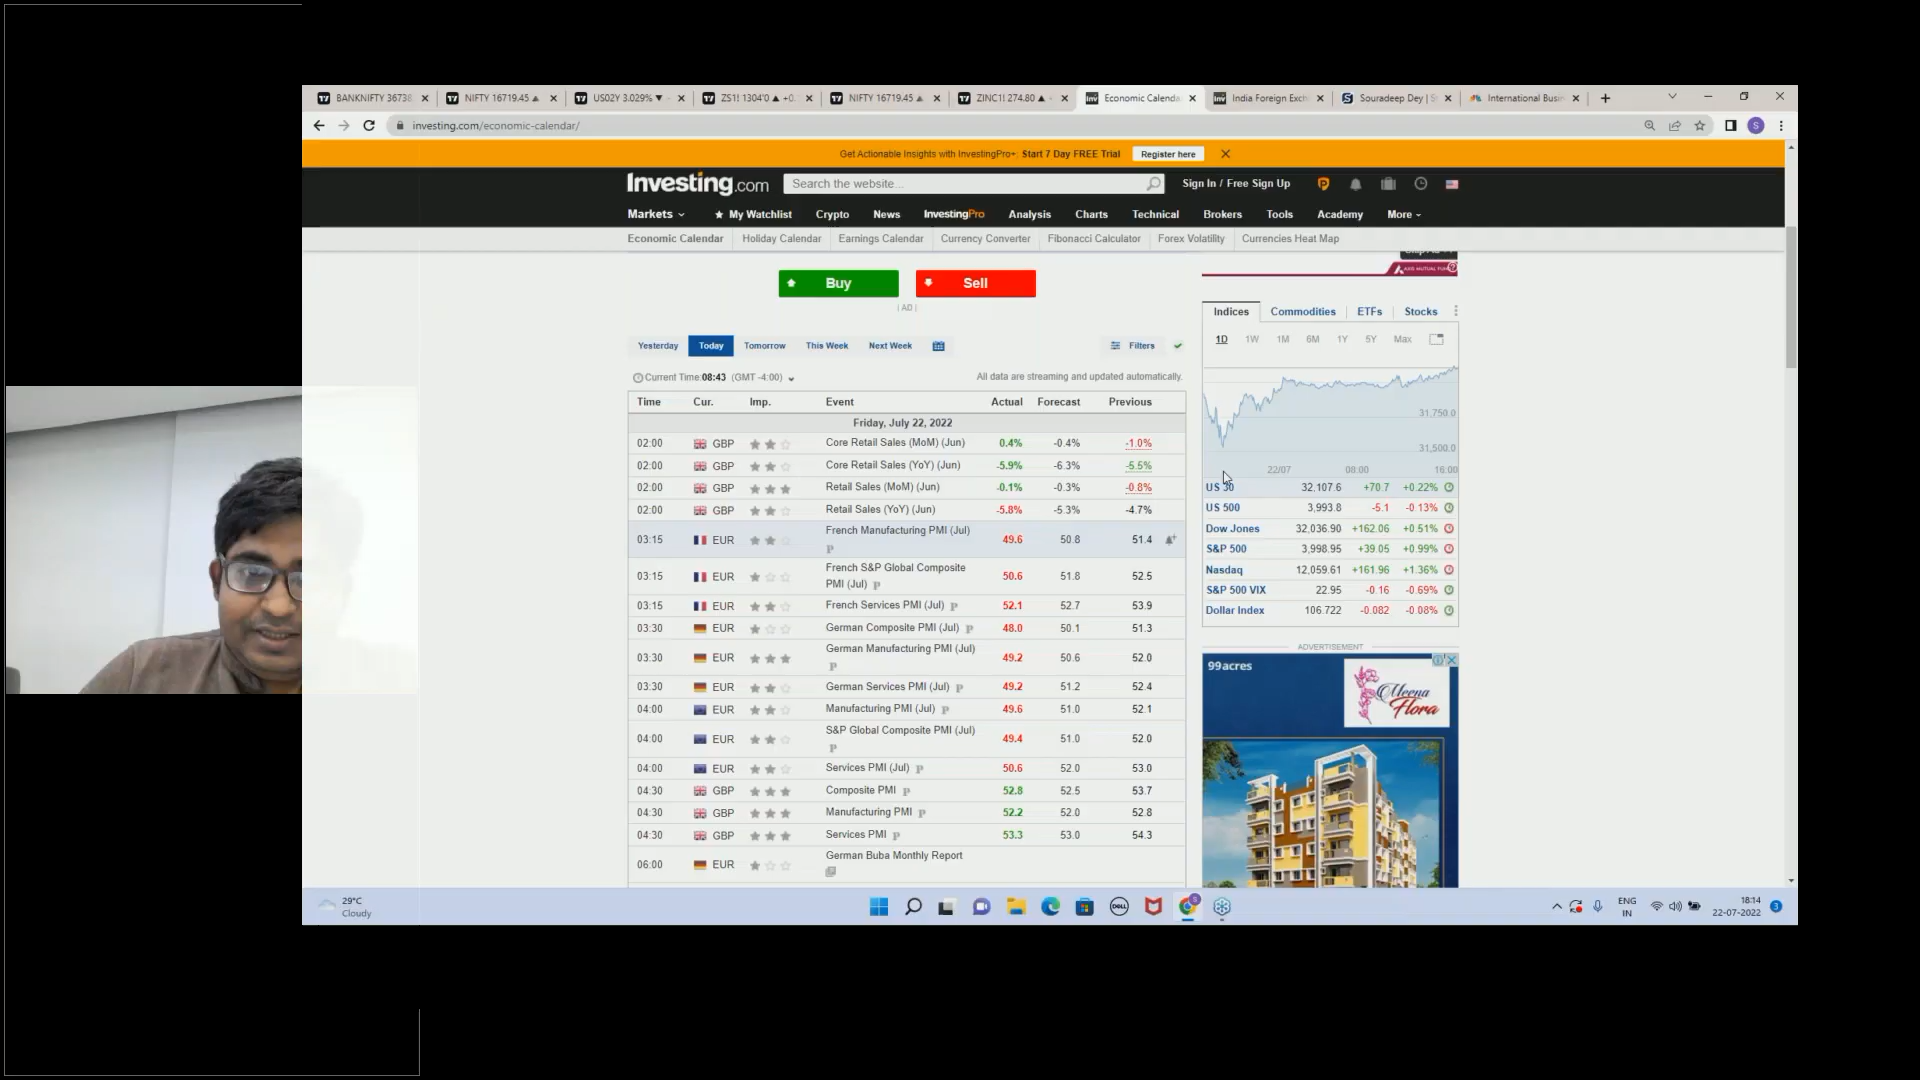 BANKNIFTY 36738
NIFTY 16719.45 ▲
US02Y 3.029% ▼
ZS1! 1304'0 ▲ +0.
NIFTY 16719.45 ▲
ZINC1! 274.80 ▲
Economic Calenda
India Foreign Exch
Souradeep Dey | S
International Busin
investing.com/economic-calendar/
S
Get Actionable Insights with InvestingPro+: Start 7 Day FREE Trial
Register here
Investing.com
Search the website...
Sign In / Free Sign Up
Markets
My Watchlist
Crypto
News
InvestingPro
Analysis
Charts
Technical
Brokers
Tools
Academy
More
Economic Calendar
Holiday Calendar
Earnings Calendar
Currency Converter
Fibonacci Calculator
Forex Volatility
Currencies Heat Map
Buy
Sell
| AD |
AXIS MUTUAL FUND
Yesterday
Today
Tomorrow
This Week
Next Week
Filters
Current Time: 08:43 (GMT -4:00)
All data are streaming and updated automatically.
Time Cur. Imp. Event Actual Forecast Previous
Friday, July 22, 2022
02:00 GBP Core Retail Sales (MoM) (Jun) 0.4% -0.4% -1.0%
02:00 GBP Core Retail Sales (YoY) (Jun) -5.9% -6.3% -5.5%
02:00 GBP Retail Sales (MoM) (Jun) -0.1% -0.3% -0.8%
02:00 GBP Retail Sales (YoY) (Jun) -5.8% -5.3% -4.7%
03:15 EUR French Manufacturing PMI (Jul) P 49.6 50.8 51.4
03:15 EUR French S&P Global Composite PMI (Jul) P 50.6 51.8 52.5
03:15 EUR French Services PMI (Jul) P 52.1 52.7 53.9
03:30 EUR German Composite PMI (Jul) P 48.0 50.1 51.3
03:30 EUR German Manufacturing PMI (Jul) P 49.2 50.6 52.0
03:30 EUR German Services PMI (Jul) P 49.2 51.2 52.4
04:00 EUR Manufacturing PMI (Jul) P 49.6 51.0 52.1
04:00 EUR S&P Global Composite PMI (Jul) P 49.4 51.0 52.0
04:00 EUR Services PMI (Jul) P 50.6 52.0 53.0
04:30 GBP Composite PMI P 52.8 52.5 53.7
04:30 GBP Manufacturing PMI P 52.2 52.0 52.8
04:30 GBP Services PMI P 53.3 53.0 54.3
06:00 EUR German Buba Monthly Report
Indices Commodities ETFs Stocks
1D 1W 1M 6M 1Y 5Y Max
31,750.0
31,500.0
22/07 08:00 16:00
US 30 32,107.6 +70.7 +0.22%
US 500 3,993.8 -5.1 -0.13%
Dow Jones 32,036.90 +162.06 +0.51%
S&P 500 3,998.95 +39.05 +0.99%
Nasdaq 12,059.61 +161.96 +1.36%
S&P 500 VIX 22.95 -0.16 -0.69%
Dollar Index 106.722 -0.082 -0.08%
ADVERTISEMENT
99acres
Meena
Flora
29°C
Cloudy
DELL
ENG
IN
18:14
22-07-2022
3